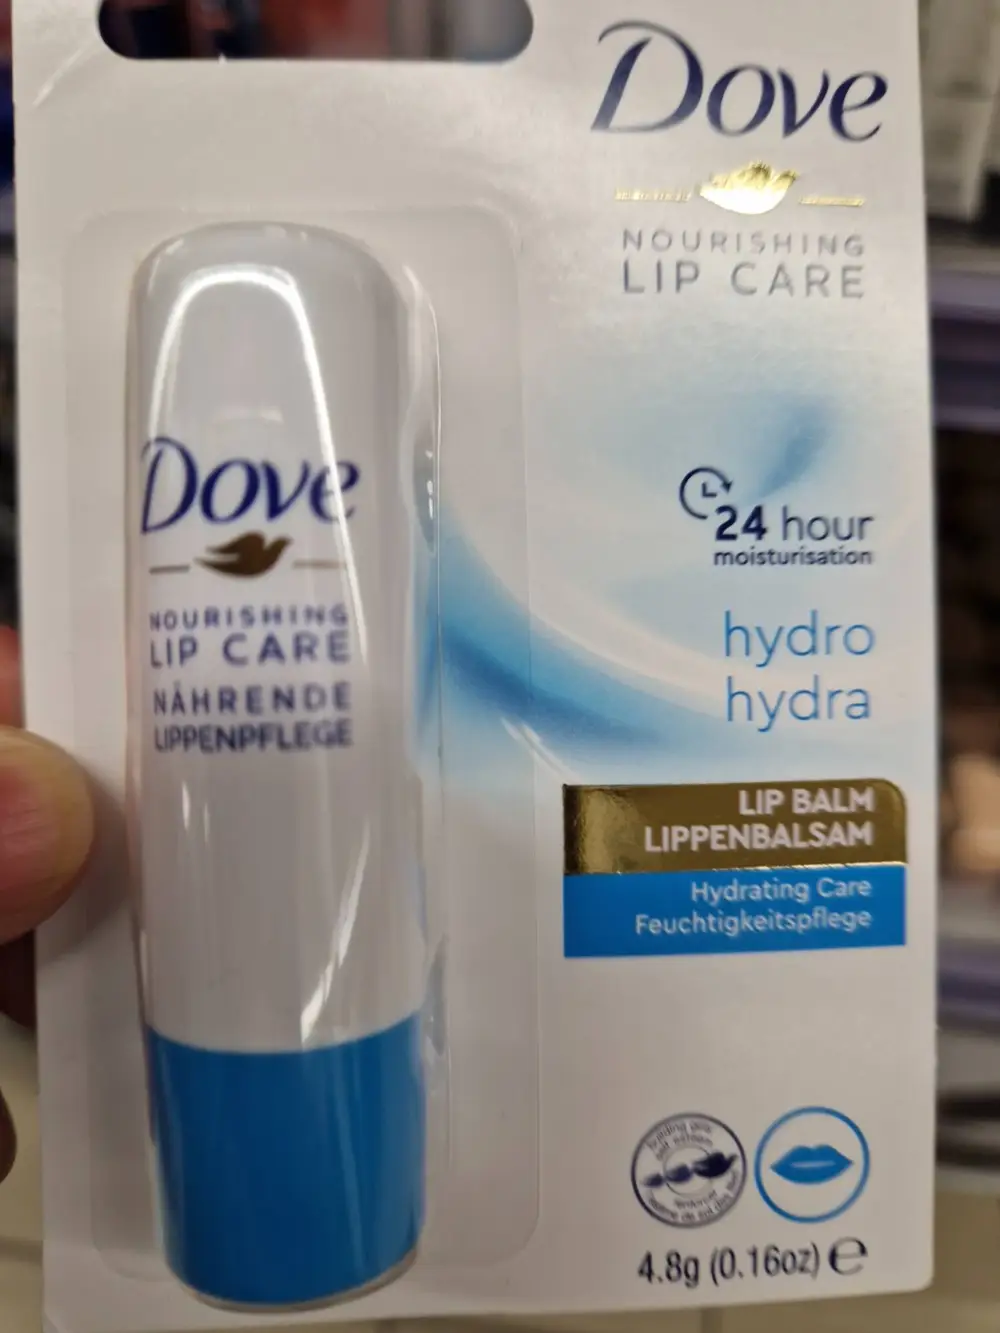 Dove
NOURISHING
LIP CARE
24 hour
moisturisation
hydro
hydra
LIP BALM
LIPPENBALSAM
Hydrating Care
Feuchtigkeitspflege
4.8g (0.16oz) ℮
Dove
NOURISHING
LIP CARE
NÄHRENDE
LIPPENPFLEGE